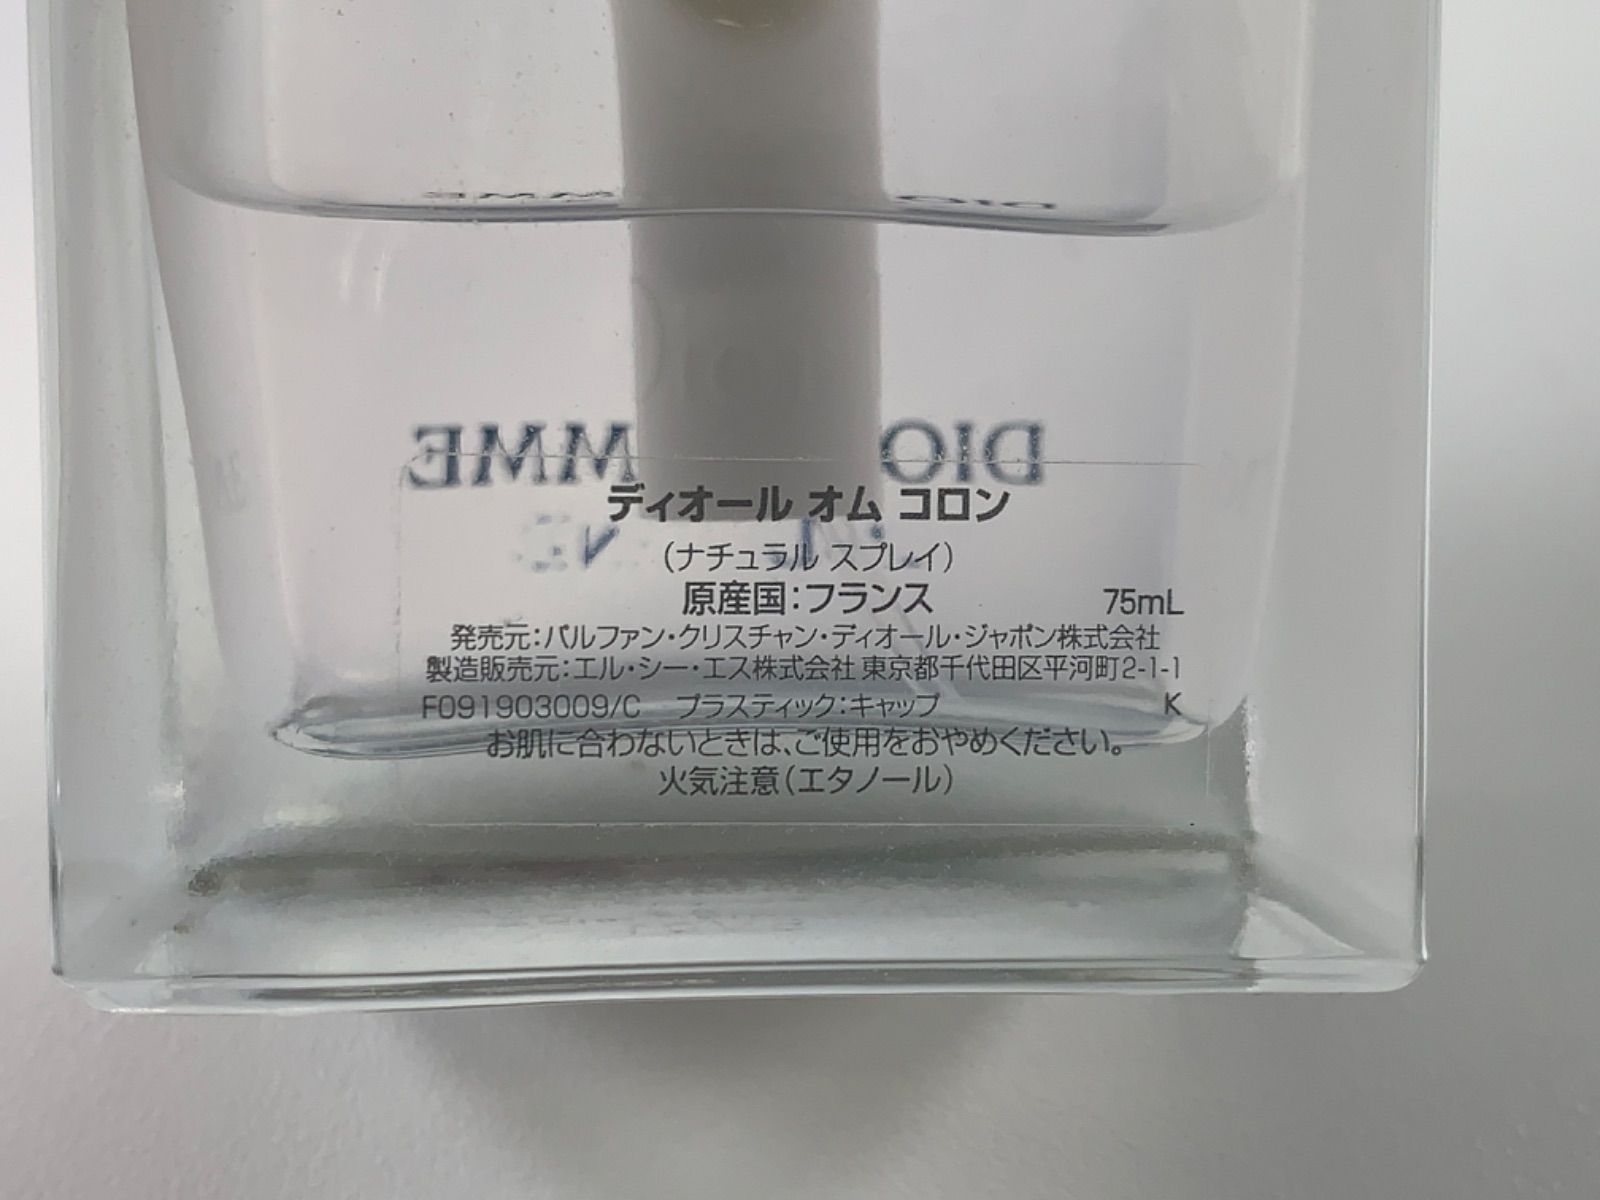 DIO MME
ディオール オム コロン
(ナチュラル スプレイ)
原産国:フランス 75mL
発売元:パルファン・クリスチャン・ディオール・ジャポン株式会社
製造販売元:エル・シー・エス株式会社 東京都千代田区平河町2-1-1
F091903009/C プラスティック:キャップ K
お肌に合わないときは、ご使用をおやめください。
火気注意(エタノール)